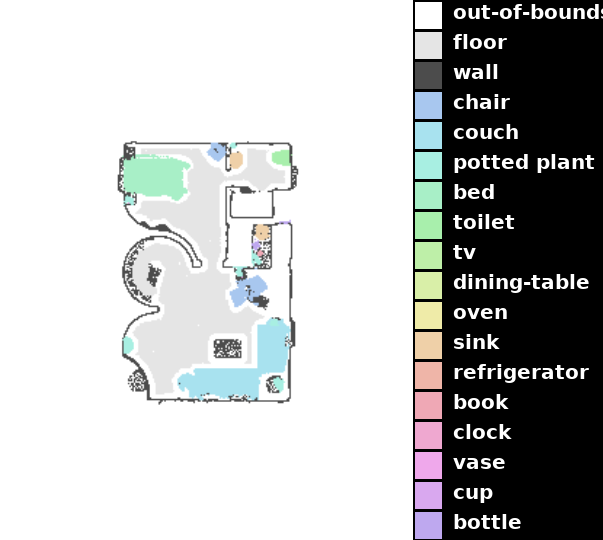 out-of-bounds
floor
wall
chair
couch
potted plant
bed
toilet
tv
dining-table
oven
sink
refrigerator
book
clock
vase
cup
bottle